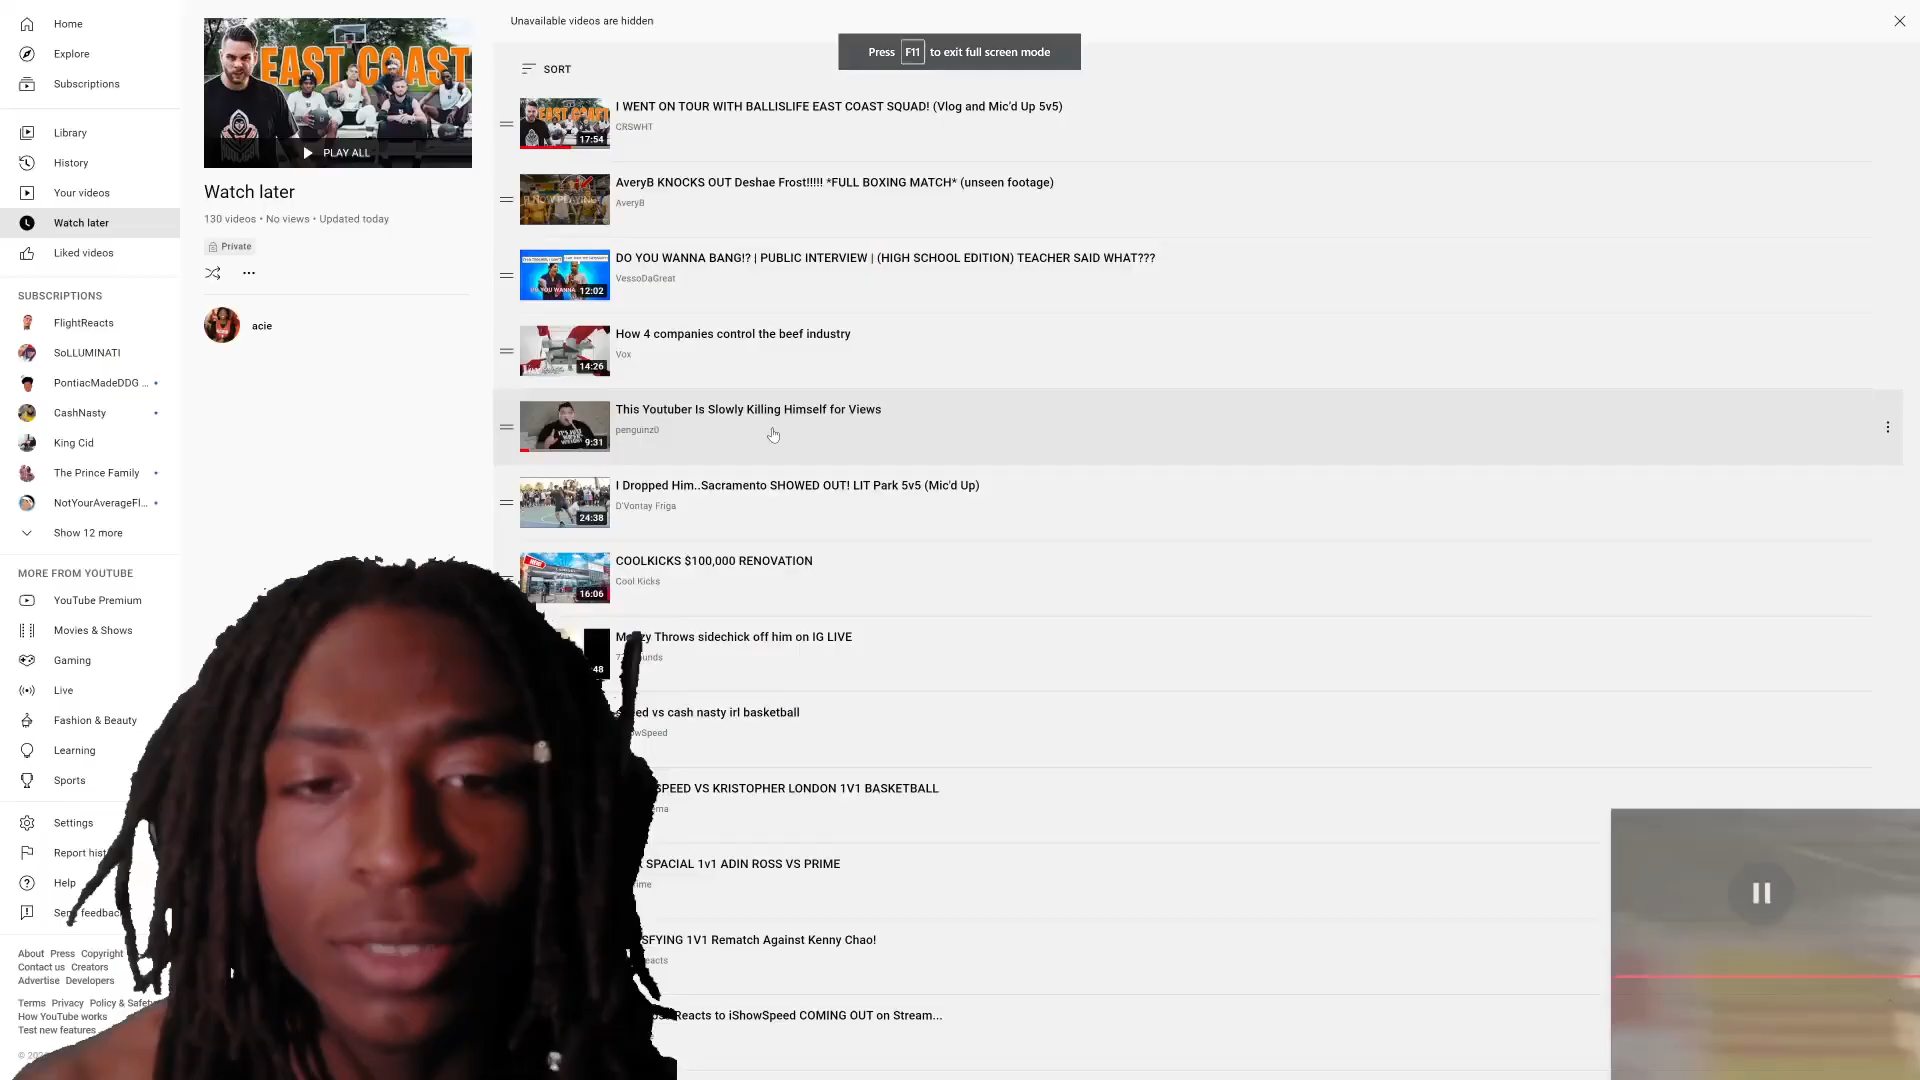 Home
Explore
Subscriptions
Library
History
Your videos
Watch later
Lived videos
SUBSCRIPTIONS
FlightReacts
SoLLUMINATI
PontiacMadeDDG ...
CashNasty
King Cid
The Prince Family
NotYourAverageFl...
Show 12 more
MORE FROM YOUTUBE
YouTube Premium
Movies & Shows
Gaming
Live
Fashion & Beauty
Learning
Sports
Settings
Report hist
Help
Send feedback
About Press Copyright
Contact us Creators
Advertise Developers
Terms Privacy Policy & Safety
How YouTube works
Test new features
EAST COAST
PLAY ALL
Watch later
130 videos • No views • Updated today
Private
acie
Unavailable videos are hidden
Press F11 to exit full screen mode
SORT
I WENT ON TOUR WITH BALLISLIFE EAST COAST SQUAD! (Vlog and Mic'd Up 5v5)
CRSWHT
17:54
AveryB KNOCKS OUT Deshae Frost!!!!! *FULL BOXING MATCH* (unseen footage)
AveryB
NOW PLAYING
DO YOU WANNA BANG!? | PUBLIC INTERVIEW | (HIGH SCHOOL EDITION) TEACHER SAID WHAT???
VessoDaGreat
12:02
How 4 companies control the beef industry
Vox
14:26
This Youtuber Is Slowly Killing Himself for Views
penguinz0
9:31
I Dropped Him..Sacramento SHOWED OUT! LIT Park 5v5 (Mic'd Up)
D'Vontay Friga
24:38
COOLKICKS $100,000 RENOVATION
Cool Kicks
16:06
Throws sidechick off him on IG LIVE
:48
vs cash nasty irl basketball
SPEED VS KRISTOPHER LONDON 1V1 BASKETBALL
SPACIAL 1v1 ADIN ROSS VS PRIME
1V1 Rematch Against Kenny Chao!
Reacts to iShowSpeed COMING OUT on Stream...